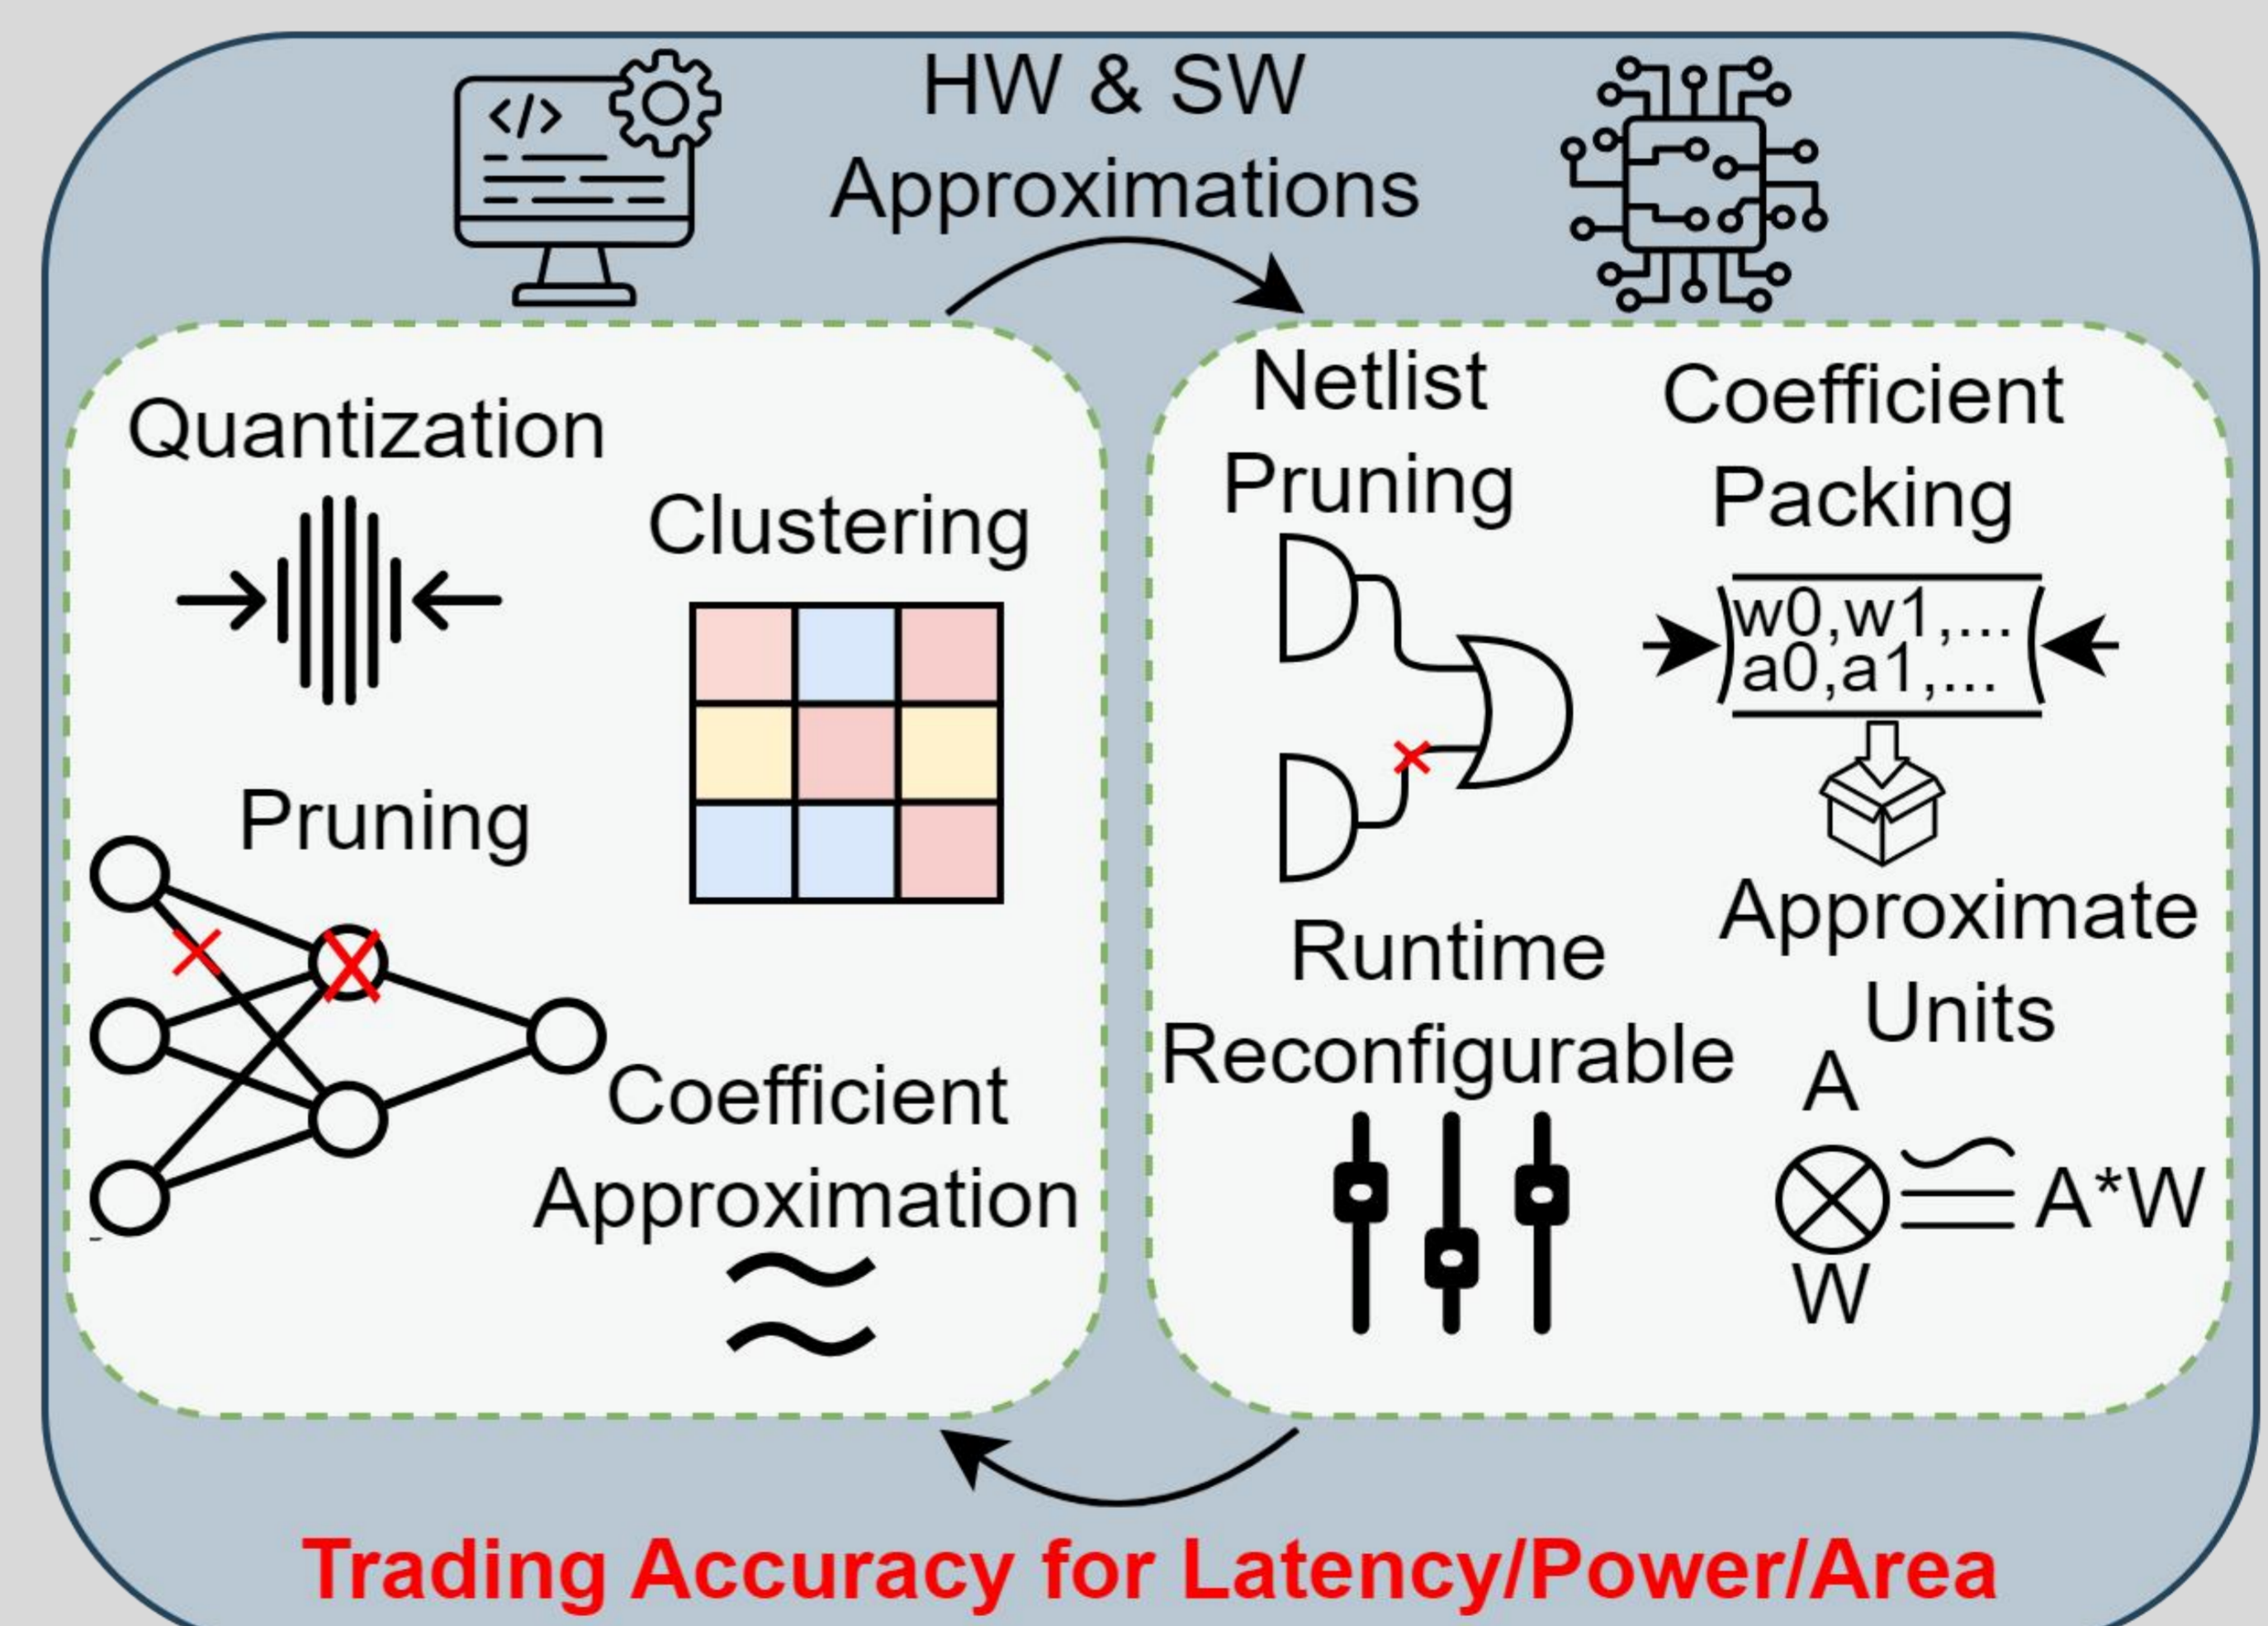 HW & SW
Approximations
</>
Quantization
Clustering
Pruning
Coefficient
Approximation
Netlist
Pruning
Coefficient
Packing
w0,w1,...
a0,a1,...
Runtime
Reconfigurable
Approximate
Units
A
A*W
W
Trading Accuracy for Latency/Power/Area